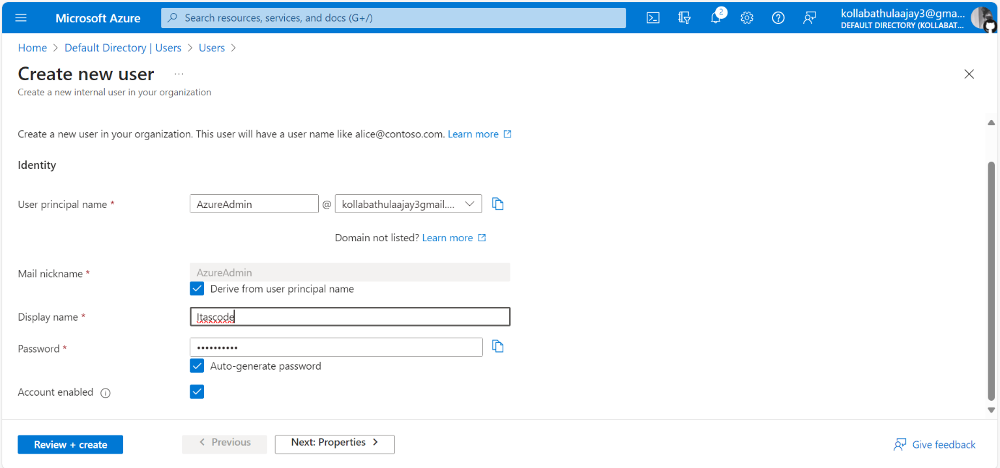 Microsoft Azure
Search resources, services, and docs (G+/)
2
kollabathulaajay3@gma...
DEFAULT DIRECTORY (KOLLABAT...
Home > Default Directory | Users > Users >
Create new user ...
Create a new internal user in your organization
Create a new user in your organization. This user will have a user name like alice@contoso.com. Learn more
Identity
User principal name * AzureAdmin @ kollabathulaajay3gmail....
Domain not listed? Learn more
Mail nickname * AzureAdmin
Derive from user principal name
Display name * Itascode
Password * ••••••••••
Auto-generate password
Account enabled
Review + create < Previous Next: Properties > Give feedback